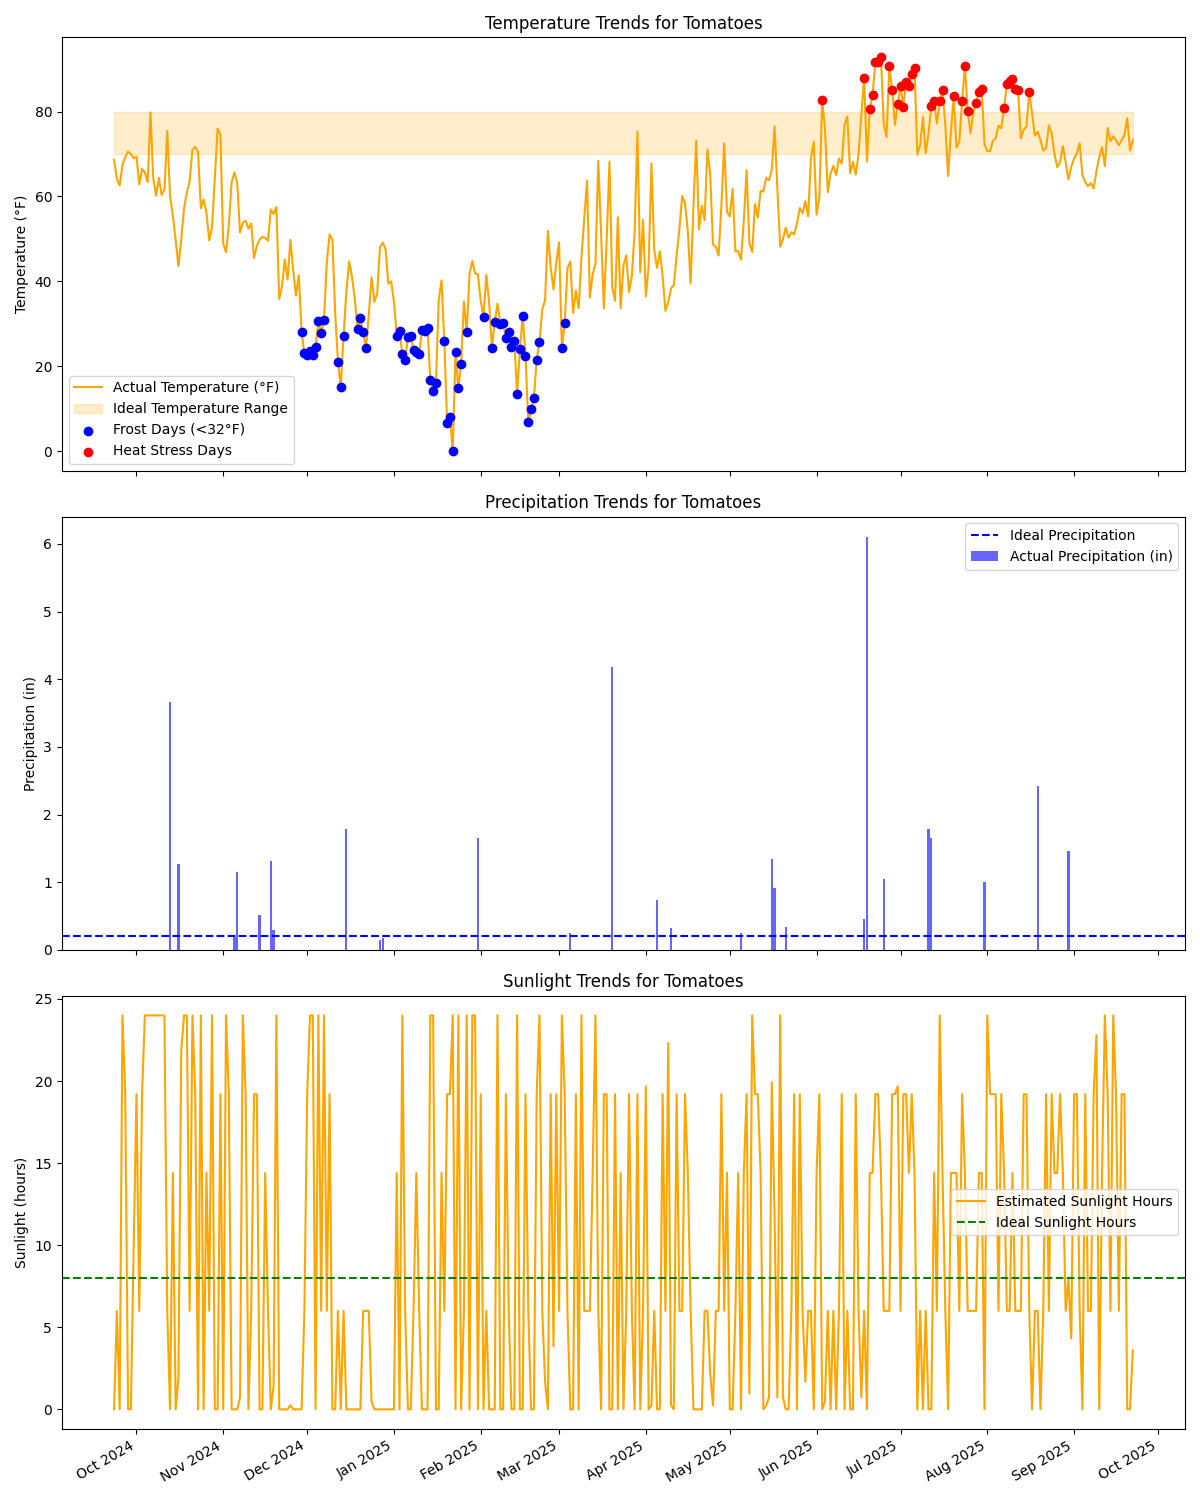 Temperature Trends for Tomatoes
Temperature (°F)
80
60
40
20
0
Actual Temperature (°F)
Ideal Temperature Range
Frost Days (<32°F)
Heat Stress Days
Precipitation Trends for Tomatoes
Precipitation (in)
6
5
4
3
2
1
0
Ideal Precipitation
Actual Precipitation (in)
Sunlight Trends for Tomatoes
Sunlight (hours)
25
20
15
10
5
0
Estimated Sunlight Hours
Ideal Sunlight Hours
Oct 2024
Nov 2024
Dec 2024
Jan 2025
Feb 2025
Mar 2025
Apr 2025
May 2025
Jun 2025
Jul 2025
Aug 2025
Sep 2025
Oct 2025